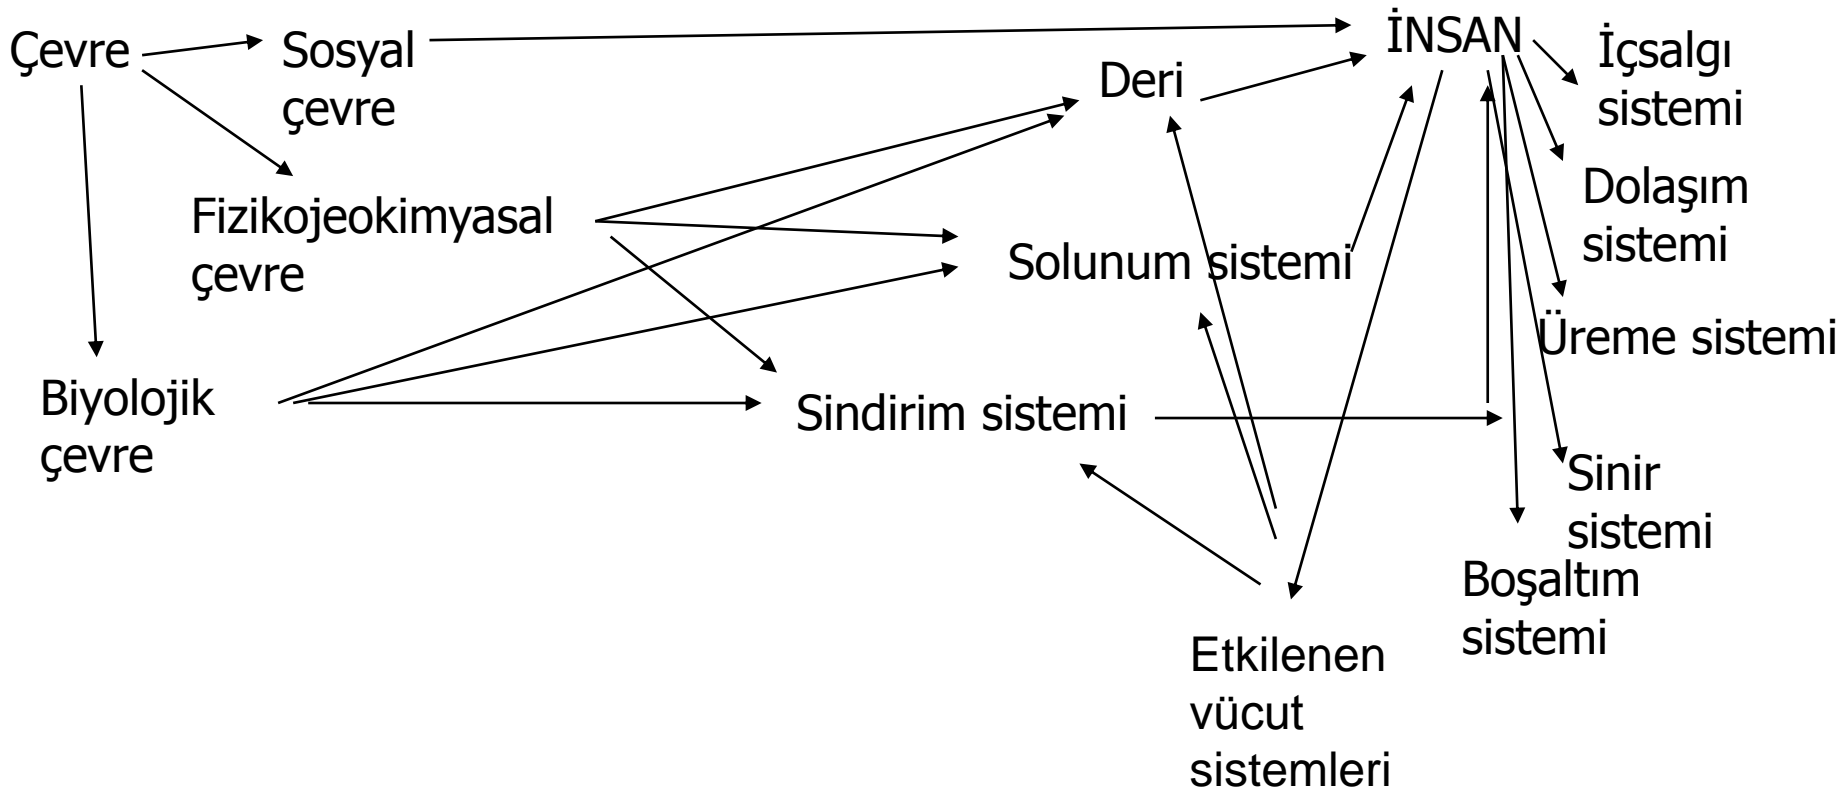 Çevre
Sosyal
çevre
Deri
İNSAN
İçsalgı
sistemi
Fizikojeokimyasal
çevre
Solunum sistemi
Dolaşım
sistemi
Üreme sistemi
Biyolojik
çevre
Sindirim sistemi
Sinir
sistemi
Boşaltım
sistemi
Etkilenen
vücut
sistemleri